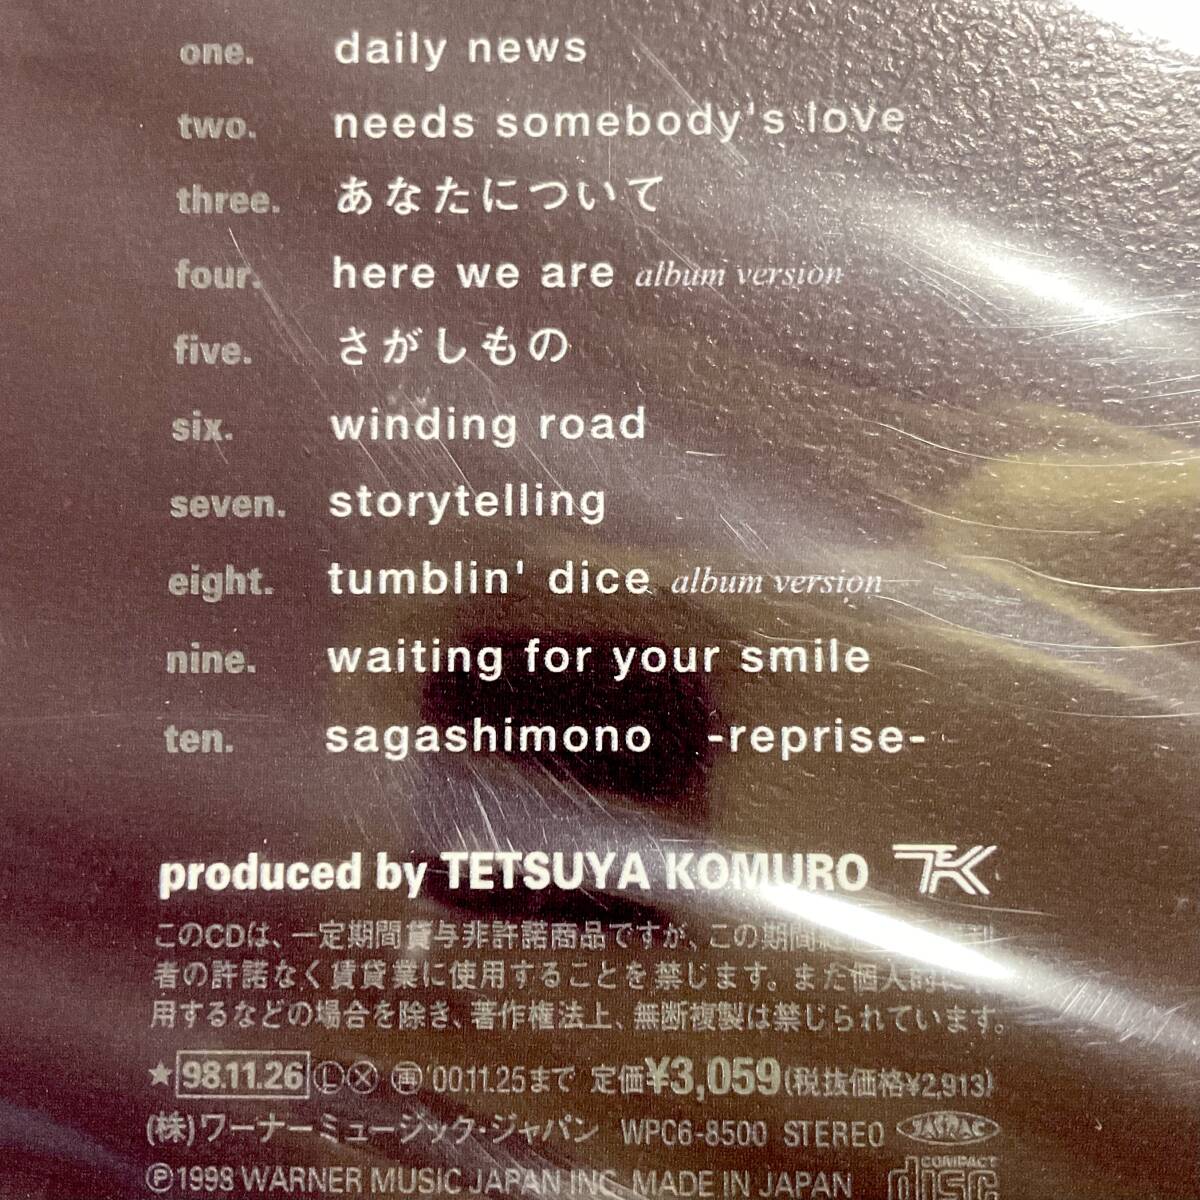 one. daily news
two. needs somebody's love
three. あなたについて
four. here we are album version
five. さがしもの
six. winding road
seven. storytelling
eight. tumblin' dice album version
nine. waiting for your smile
ten. sagashimono -reprise-
produced by TETSUYA KOMURO TK
このCDは、一定期間貸与非許諾商品ですが、この期間経
者の許諾なく賃貸業に使用することを禁じます。また個人的に
用するなどの場合を除き、著作権法上、無断複製は禁じられています。
★98.11.26 Ⓛ Ⓧ 再 '00.11.25まで 定価¥3,059(税抜価格¥2,913)
(株)ワーナーミュージック・ジャパン WPC6-8500 STEREO JASRAC
Ⓟ1998 WARNER MUSIC JAPAN INC. MADE IN JAPAN COMPACT disc